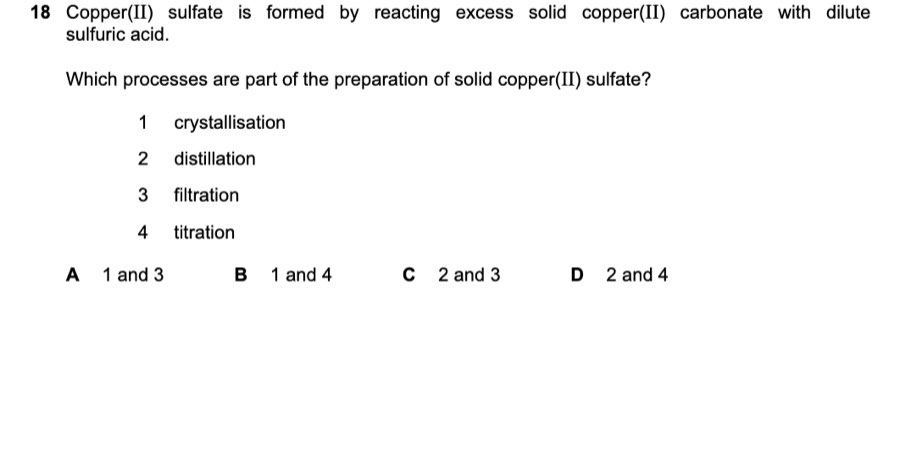 18 Copper(II) sulfate is formed by reacting excess solid copper(II) carbonate with dilute
sulfuric acid.
Which processes are part of the preparation of solid copper(II) sulfate?
1 crystallisation
2 distillation
3 filtration
4 titration
A 1 and 3 B 1 and 4 C 2 and 3 D 2 and 4